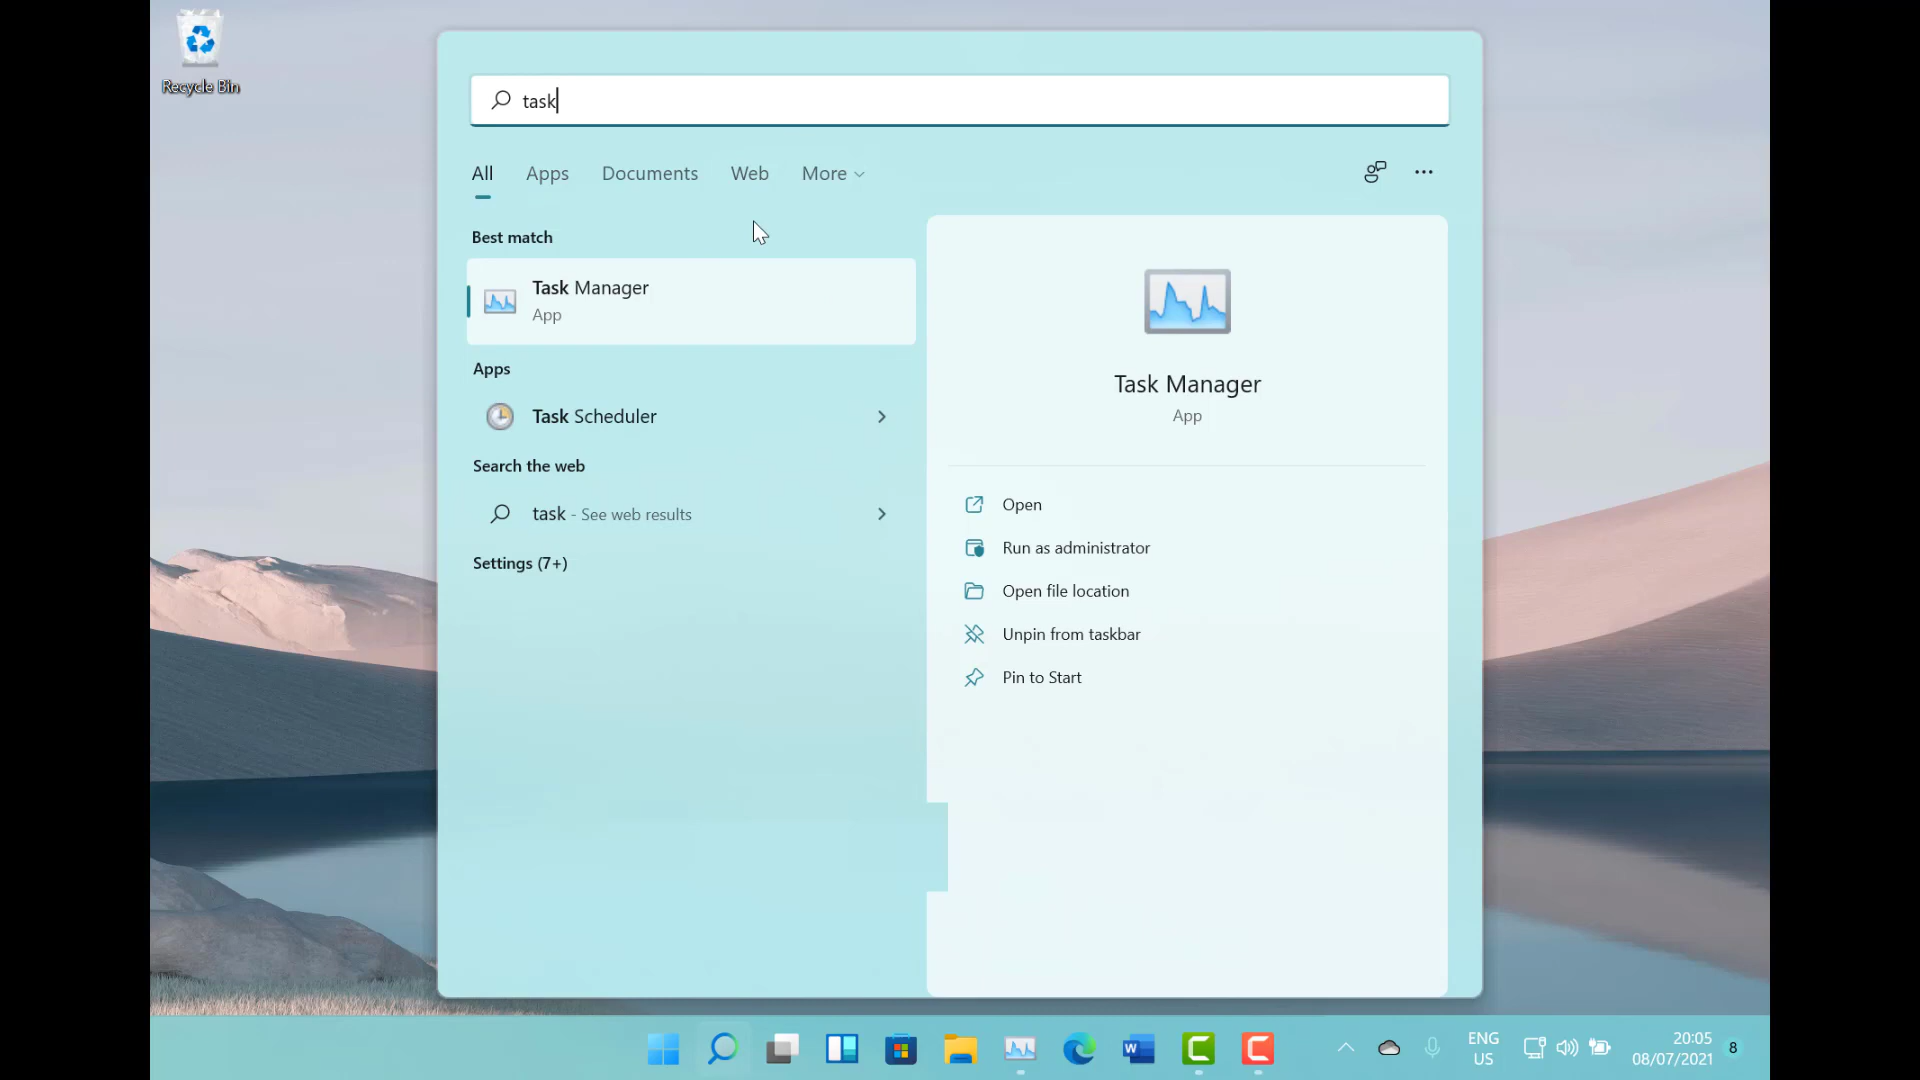 Recycle Bin
task
All Apps Documents Web More
Best match
Task Manager
App
Apps
Task Scheduler
Search the web
task - See web results
Settings (7+)
Task Manager
App
Open
Run as administrator
Open file location
Unpin from taskbar
Pin to Start
W
ENG
US
20:05
08/07/2021
8